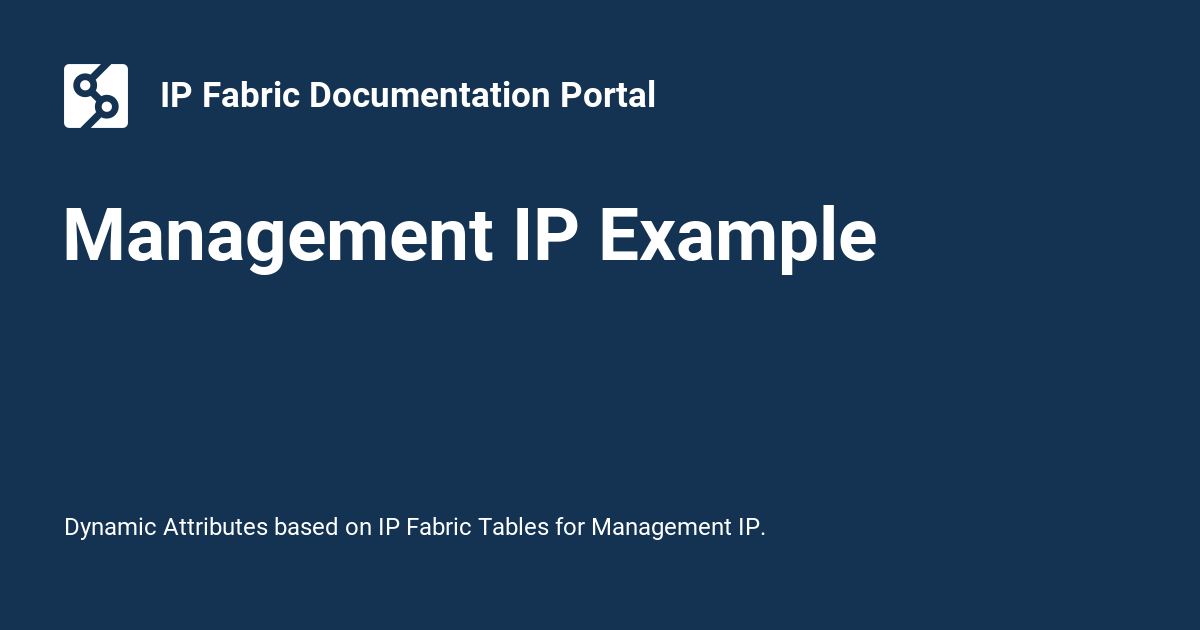 IP Fabric Documentation Portal
Management IP Example
Dynamic Attributes based on IP Fabric Tables for Management IP.